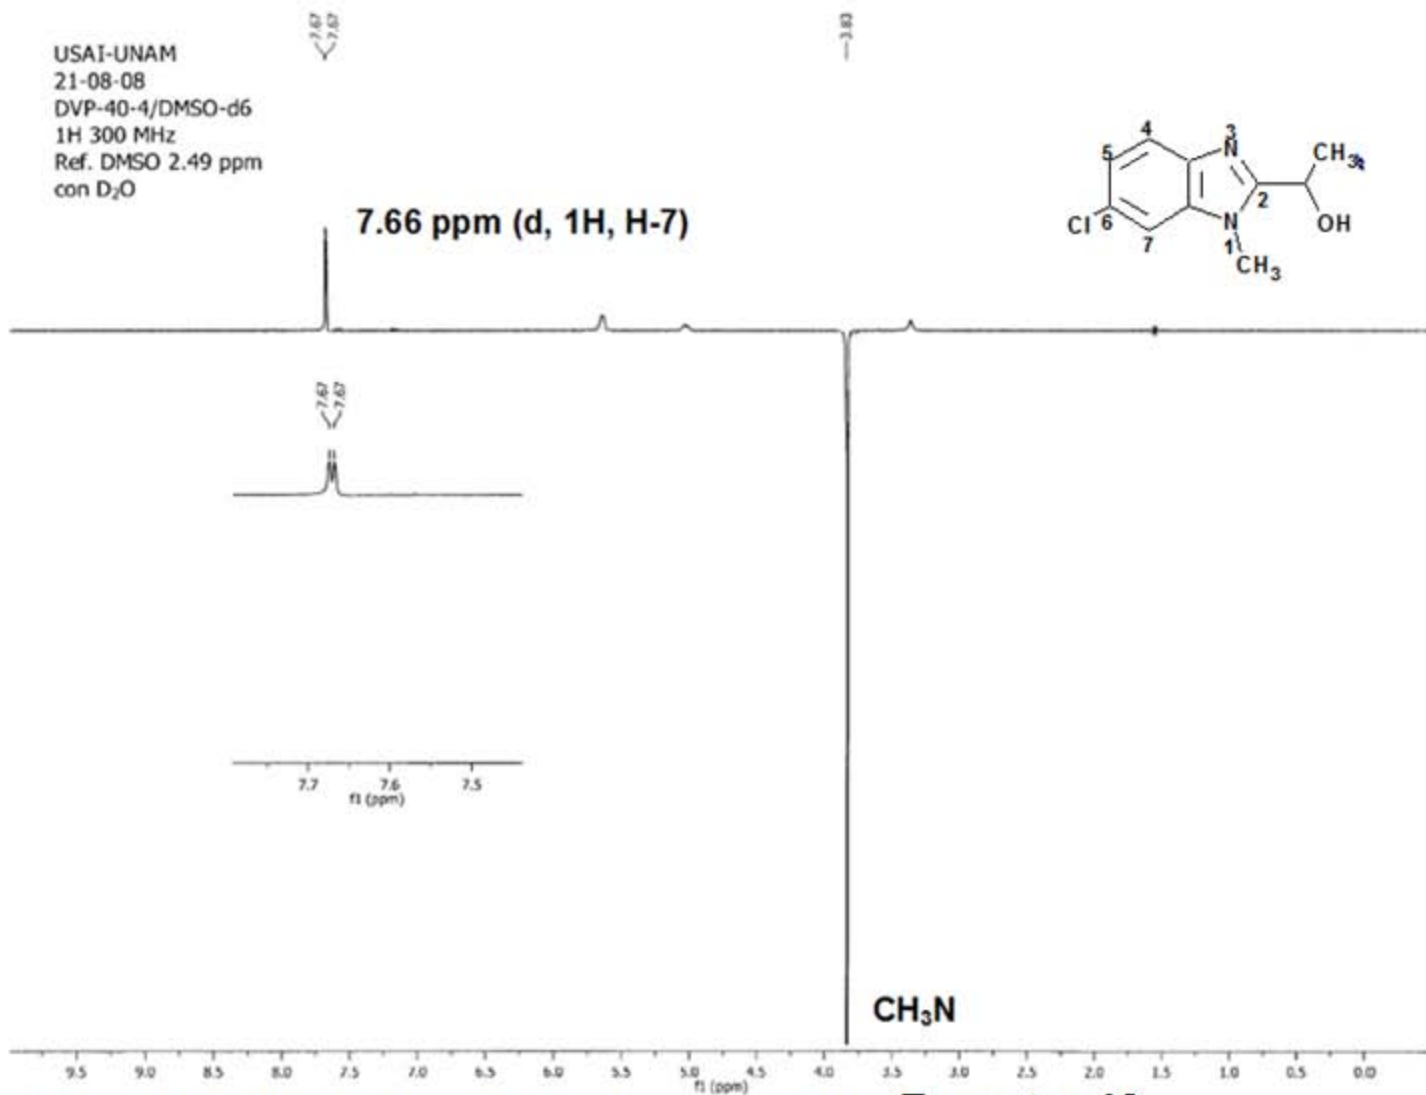 7.67
7.67
3.83
USAI-UNAM
21-08-08
DVP-40-4/DMSO-d6
1H 300 MHz
Ref. DMSO 2.49 ppm
con D₂O
7.66 ppm (d, 1H, H-7)
4
3
5
N
CH₃
2
Cl
6
N
OH
7
1
CH₃
7.67
7.67
7.7 7.6 7.5
f1 (ppm)
CH₃N
9.5 9.0 8.5 8.0 7.5 7.0 6.5 6.0 5.5 5.0 4.5 4.0 3.5 3.0 2.5 2.0 1.5 1.0 0.5 0.0
f1 (ppm)